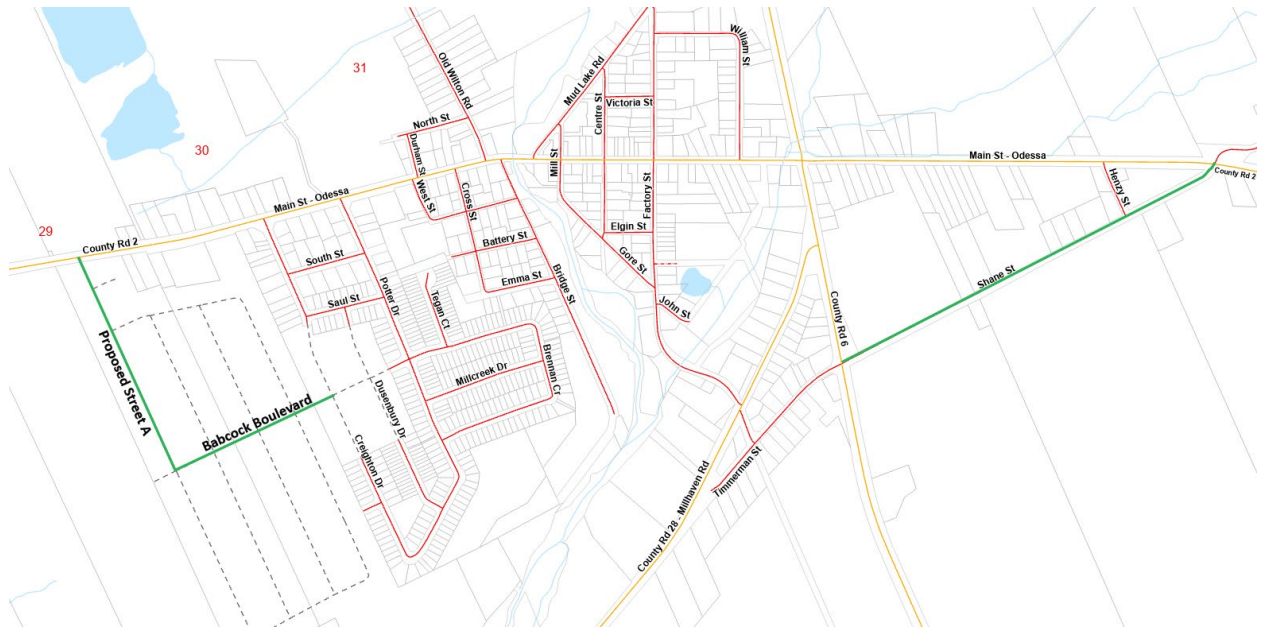 31
30
29
Old Wilton Rd
Mud Lake Rd
William St
Centre St
Victoria St
North St
Durham St
Main St - Odessa
Mill St
Factory St
Main St - Odessa
County Rd 2
Henzy St
West St
Cross St
Elgin St
Gore St
County Rd 2
South St
Battery St
Emma St
Bridge St
Shane St
Saul St
Potter Dr
Tegan Ct
John St
County Rd 6
Proposed Street A
Millcreek Dr
Brennan Cr
Babcock Boulevard
Dusenbury Dr
Creighton Dr
Timmerman St
County Rd 28 - Millhaven Rd